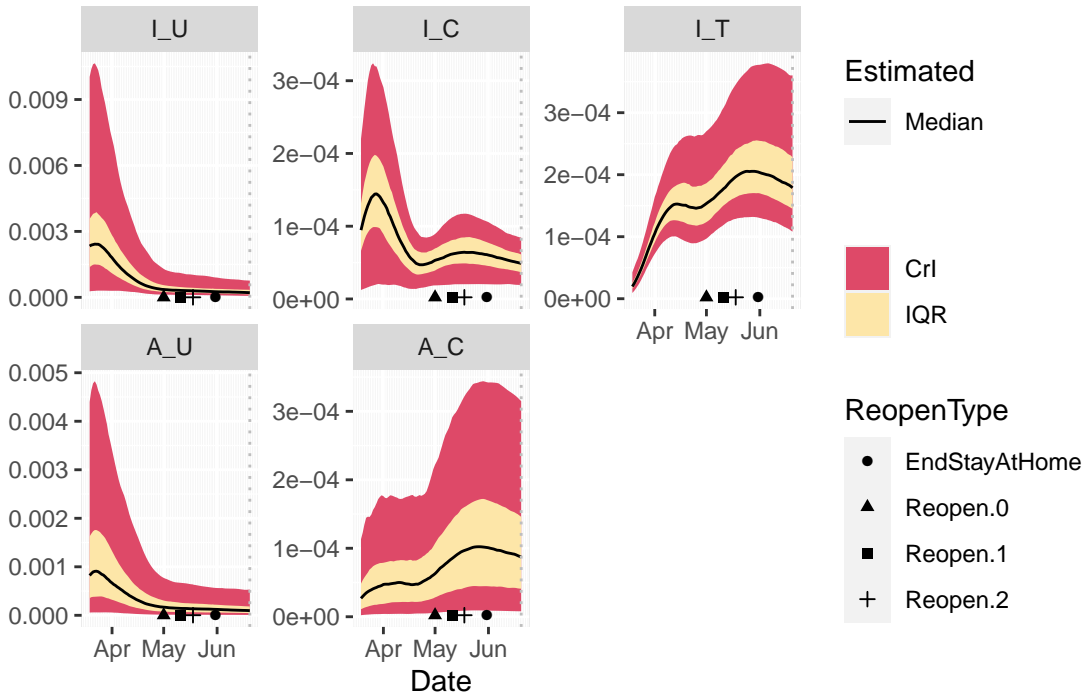 I_U
I_C
I_T
0.009
0.006
0.003
0.000
3e−04
2e−04
1e−04
0e+00
3e−04
2e−04
1e−04
0e+00
Apr May Jun
A_U
A_C
0.005
0.004
0.003
0.002
0.001
0.000
3e−04
2e−04
1e−04
0e+00
Apr May Jun
Apr May Jun
Date
Estimated
Median
CrI
IQR
ReopenType
EndStayAtHome
Reopen.0
Reopen.1
Reopen.2